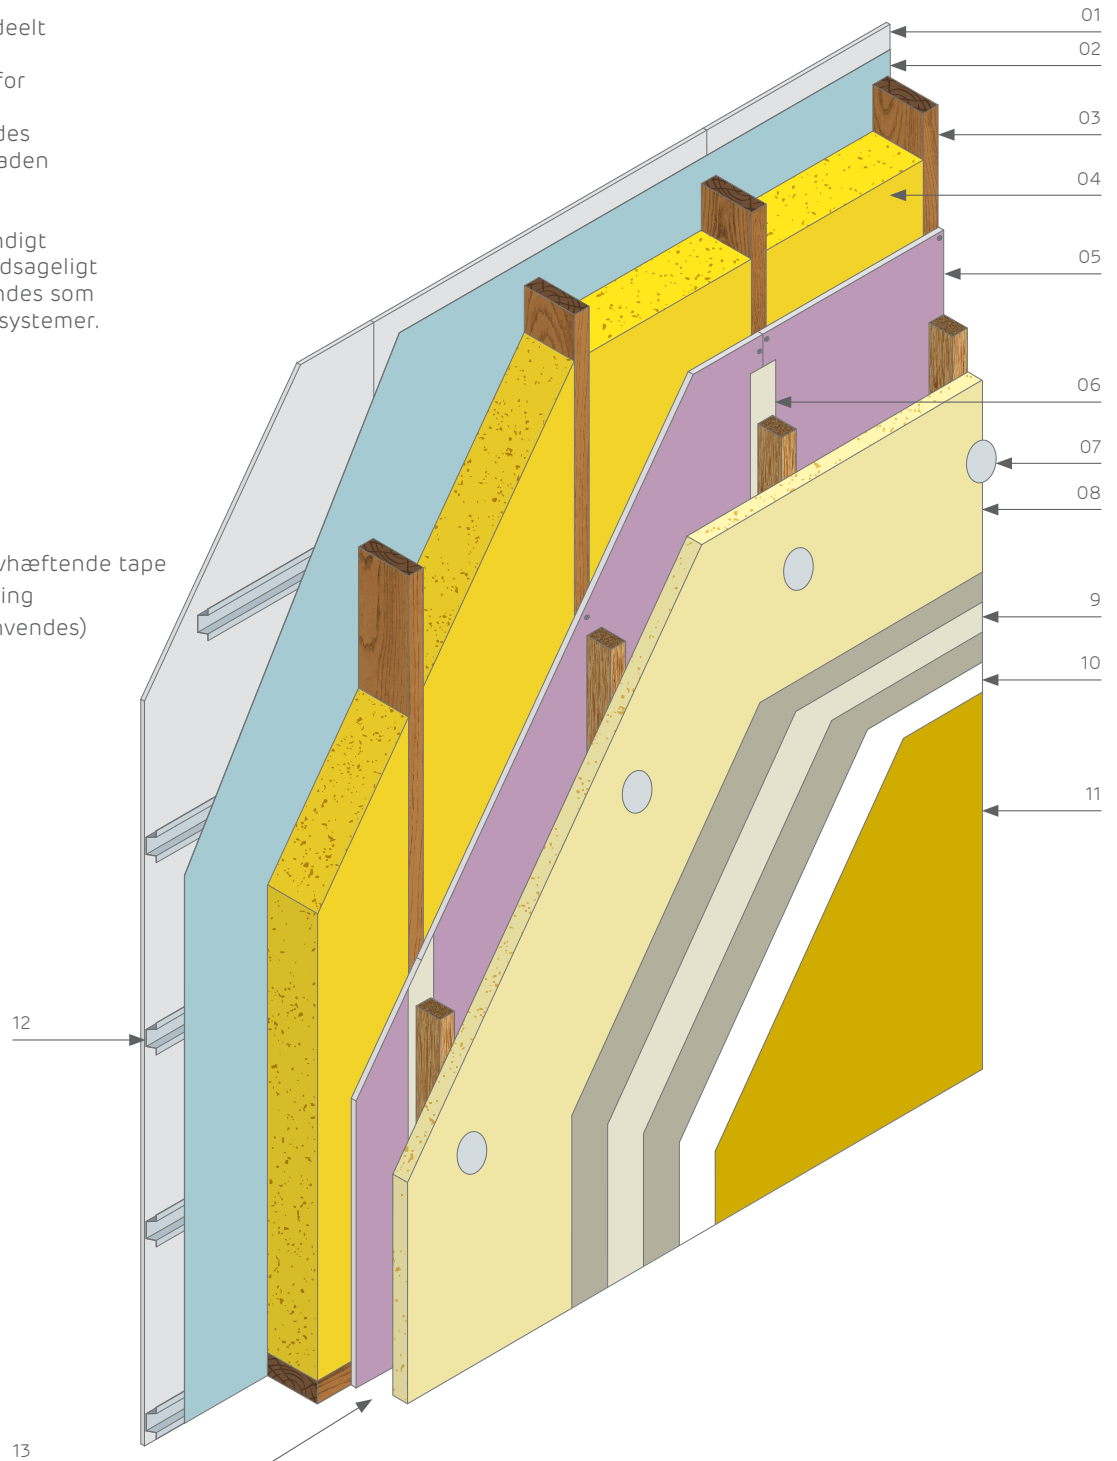 deelt
for
des
aden
ndigt
dsageligt
ndes som
systemer.
vhæftende tape
ing
nvendes)
01
02
03
04
05
06
07
08
9
10
11
12
13